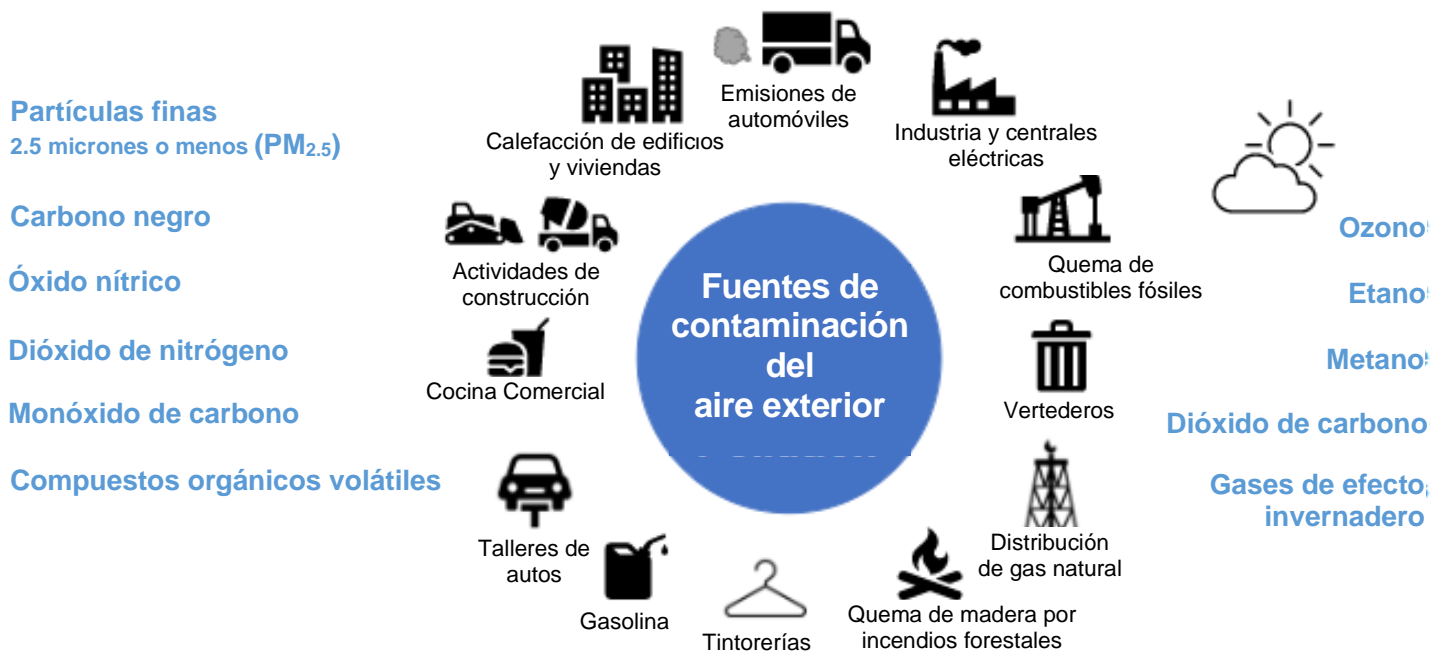 Partículas finas
2.5 micrones o menos (PM2.5)
Carbono negro
Óxido nítrico
Dióxido de nitrógeno
Monóxido de carbono
Compuestos orgánicos volátiles
Calefacción de edificios
y viviendas
Emisiones de
automóviles
Industria y centrales
eléctricas
Actividades de
construcción
Quema de
combustibles fósiles
Cocina Comercial
Fuentes de
contaminación
del
aire exterior
Vertederos
Talleres de
autos
Gasolina
Tintorerías
Quema de madera por
incendios forestales
Distribución
de gas natural
Ozono
Etano
Metano
Dióxido de carbono
Gases de efecto
invernadero